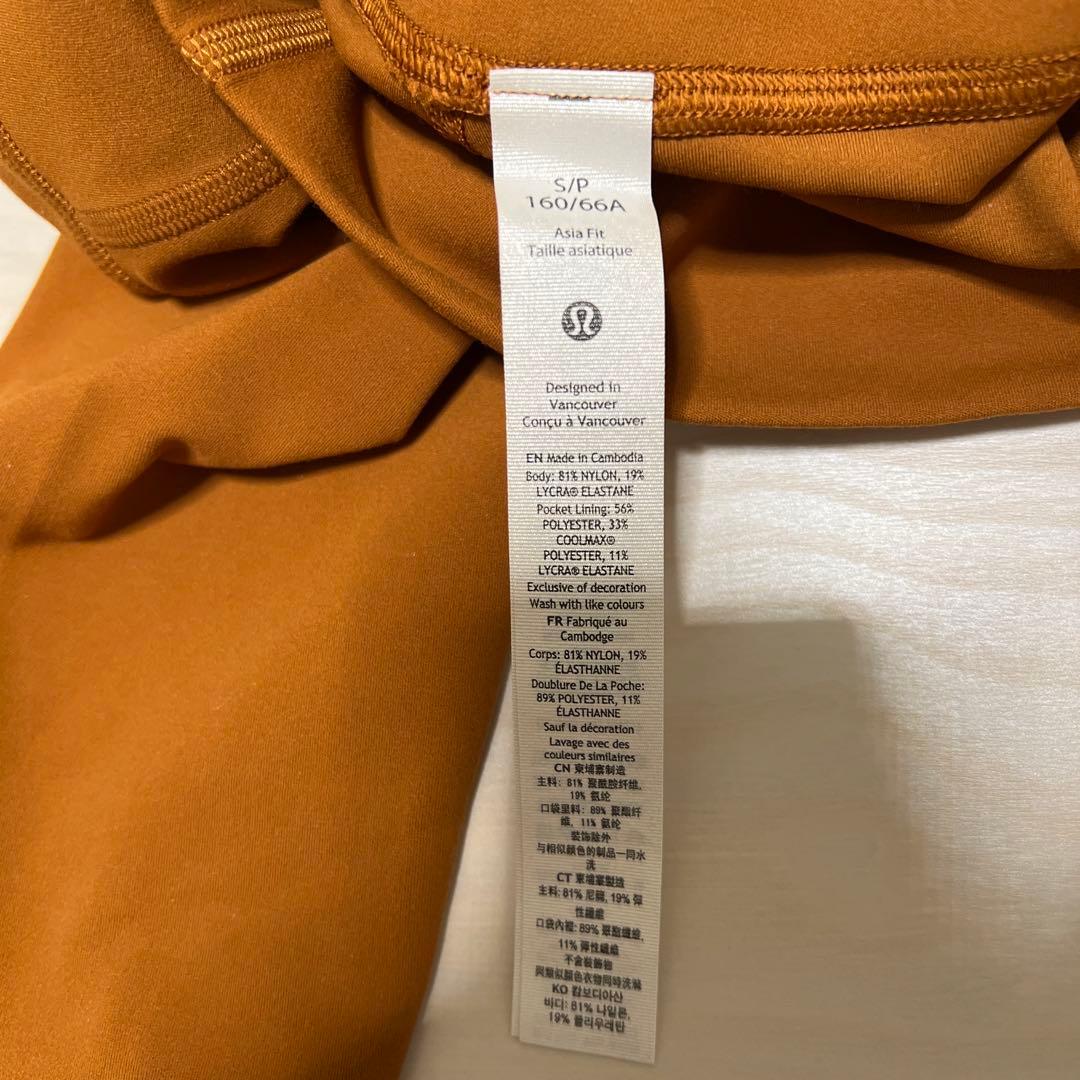 S/P
160/66A
Asia Fit
Taille asiatique
Designed in
Vancouver
Conçu à Vancouver
EN Made in Cambodia
Body: 81% NYLON, 19%
LYCRA® ELASTANE
Pocket Lining: 56%
POLYESTER, 33%
COOLMAX®
POLYESTER, 11%
LYCRA® ELASTANE
Exclusive of decoration
Wash with like colours
FR Fabriqué au
Cambodge
Corps: 81% NYLON, 19%
ÉLASTHANNE
Doublure De La Poche:
89% POLYESTER, 11%
ÉLASTHANNE
Sauf la décoration
Lavage avec des
couleurs similaires
CN 柬埔寨制造
主料: 81% 聚酰胺纤维,
19% 氨纶
口袋里料: 89% 聚酯纤
维, 11% 氨纶
装饰除外
与相似颜色的制品一同水
洗
CT 柬埔寨製造
主料: 81% 尼龍, 19% 彈
性纖維
口袋內裡: 89% 聚酯纖維,
11% 彈性纖維
不含裝飾物
與類似顏色衣物同時洗滌
KO 캄보디아산
바디: 81% 나일론,
19% 폴리우레탄